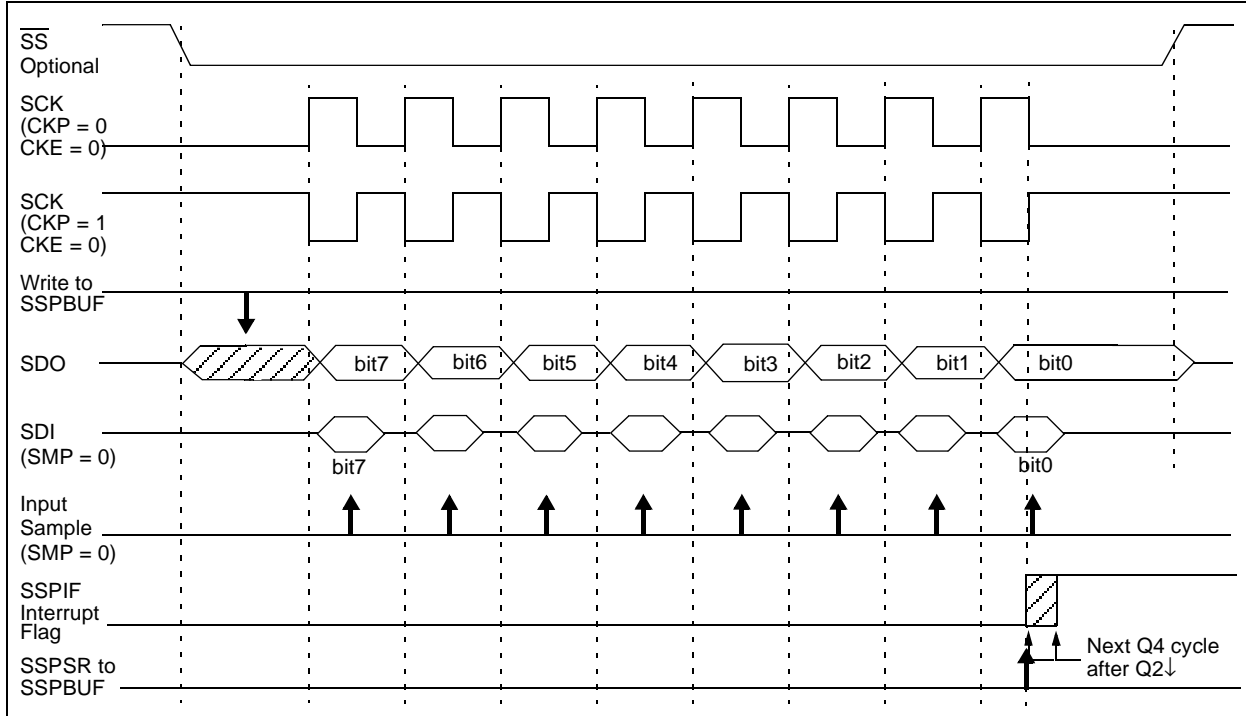 SS
Optional
SCK
(CKP = 0
CKE = 0)
SCK
(CKP = 1
CKE = 0)
Write to
SSPBUF
SDO
bit7
bit6
bit5
bit4
bit3
bit2
bit1
bit0
SDI
(SMP = 0)
bit7
bit0
Input
Sample
(SMP = 0)
SSPIF
Interrupt
Flag
Next Q4 cycle
after Q2↓
SSPSR to
SSPBUF